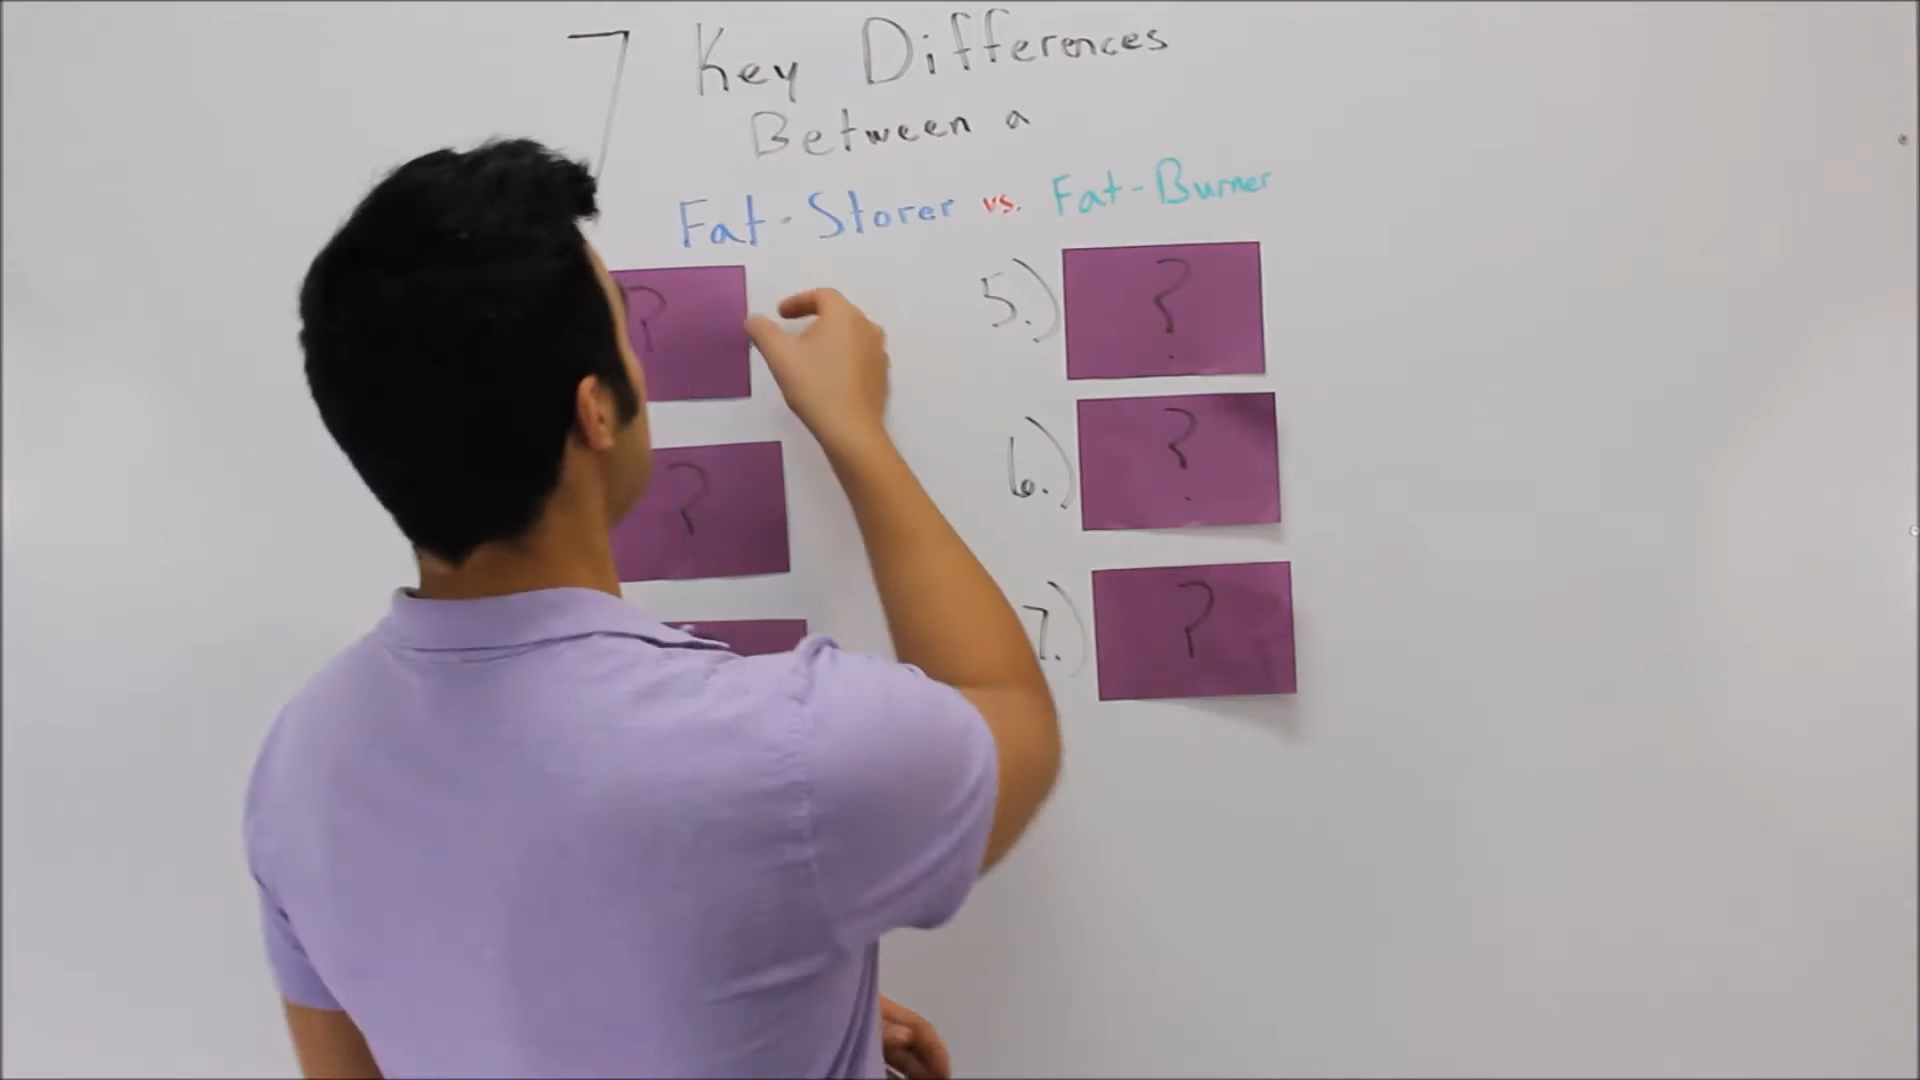 7 Key Differences
Between a
Fat-Storer vs. Fat-Burner
?
?
5.) ?
6.) ?
7.) ?